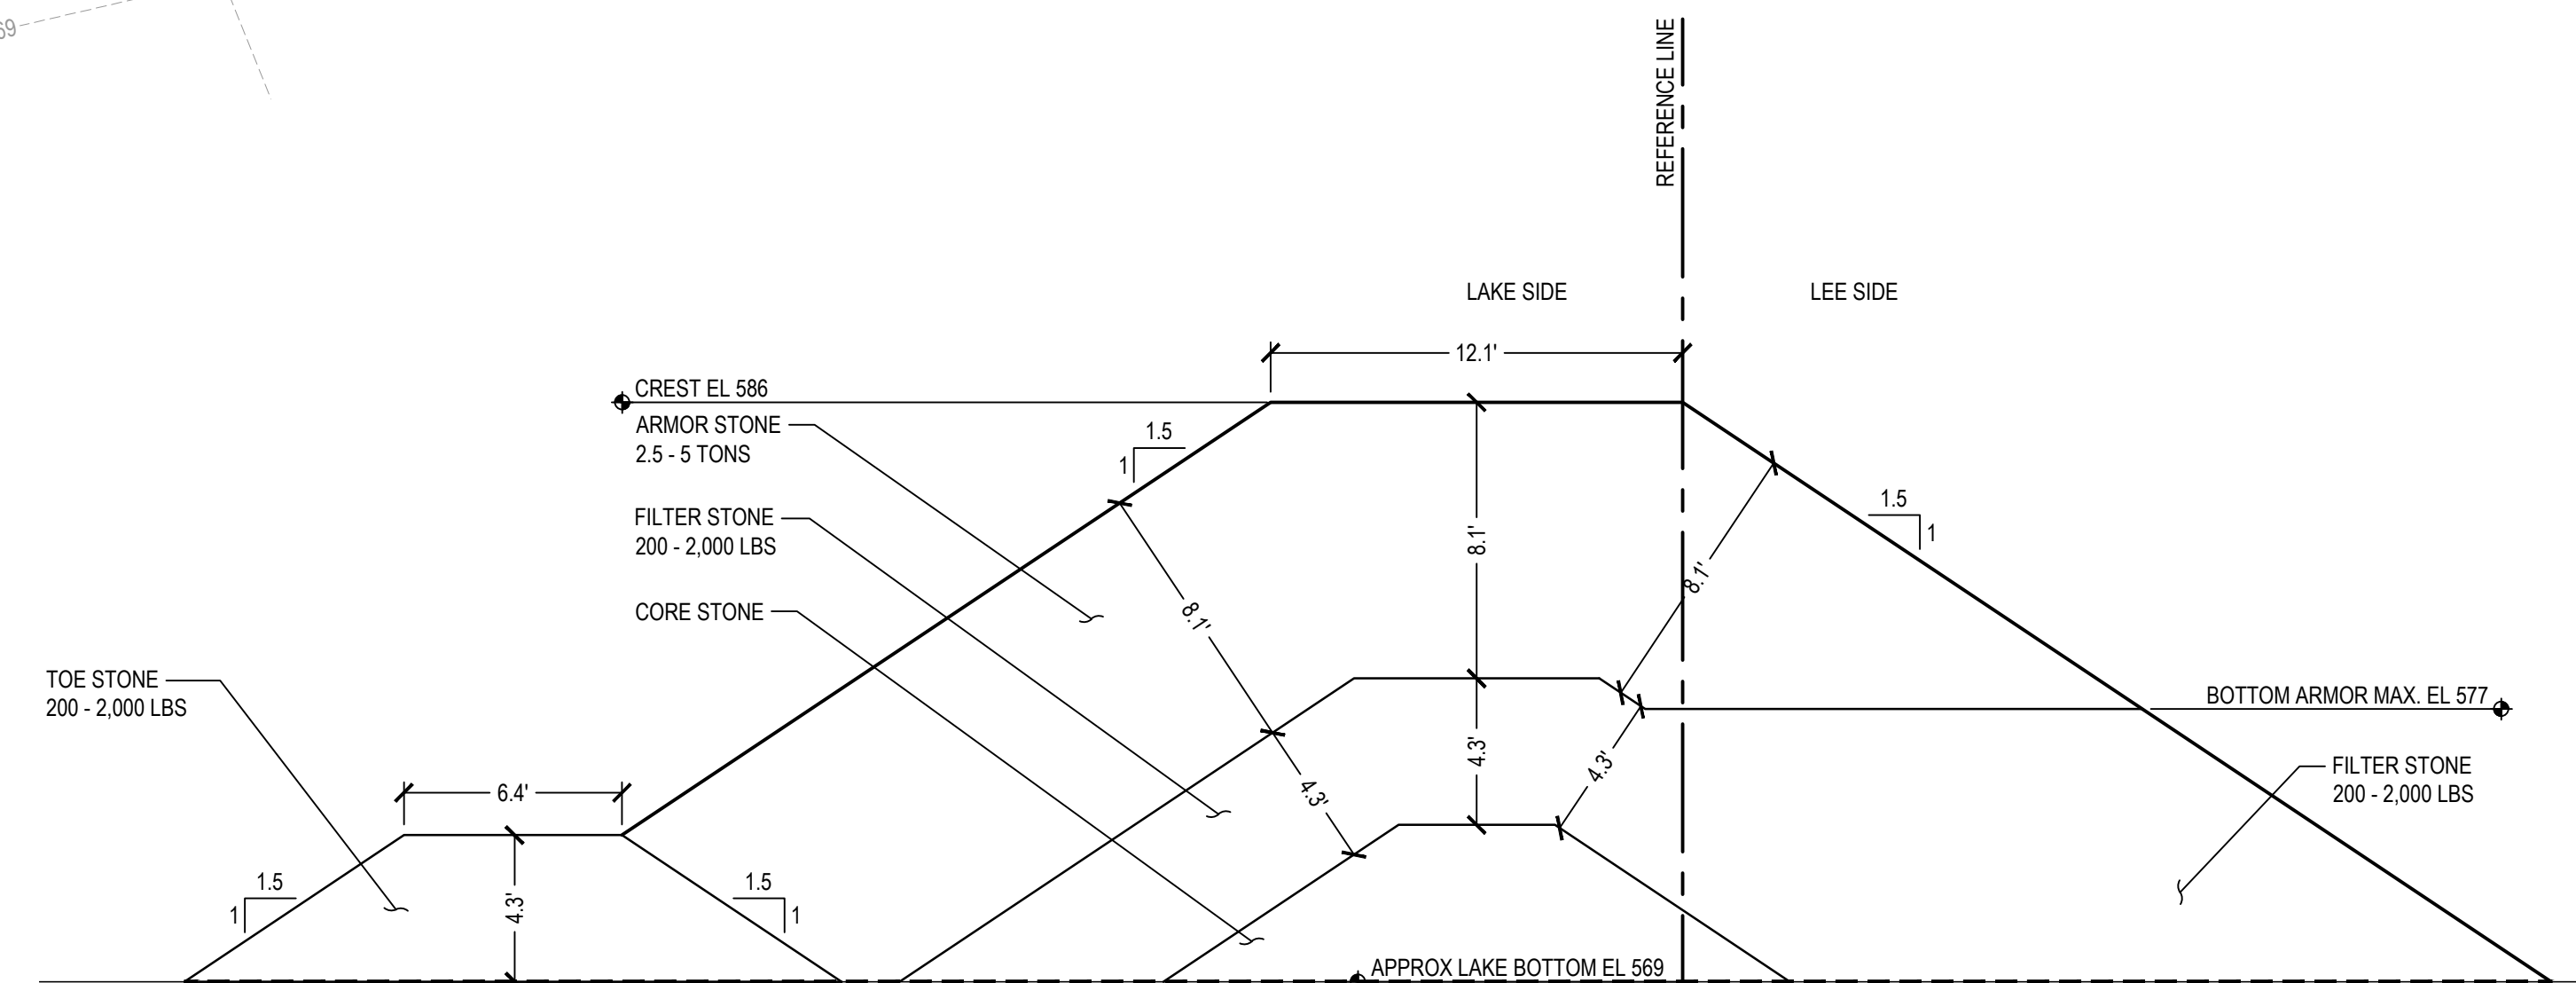 REFERENCE LINE
LAKE SIDE
LEE SIDE
12.1'
CREST EL 586
ARMOR STONE
2.5 - 5 TONS
1.5
1
FILTER STONE
200 - 2,000 LBS
1.5
1
8.1'
8.1'
8.1'
CORE STONE
TOE STONE
200 - 2,000 LBS
BOTTOM ARMOR MAX. EL 577
4.3'
4.3'
4.3'
FILTER STONE
200 - 2,000 LBS
6.4'
1.5
1
4.3'
1.5
1
APPROX LAKE BOTTOM EL 569